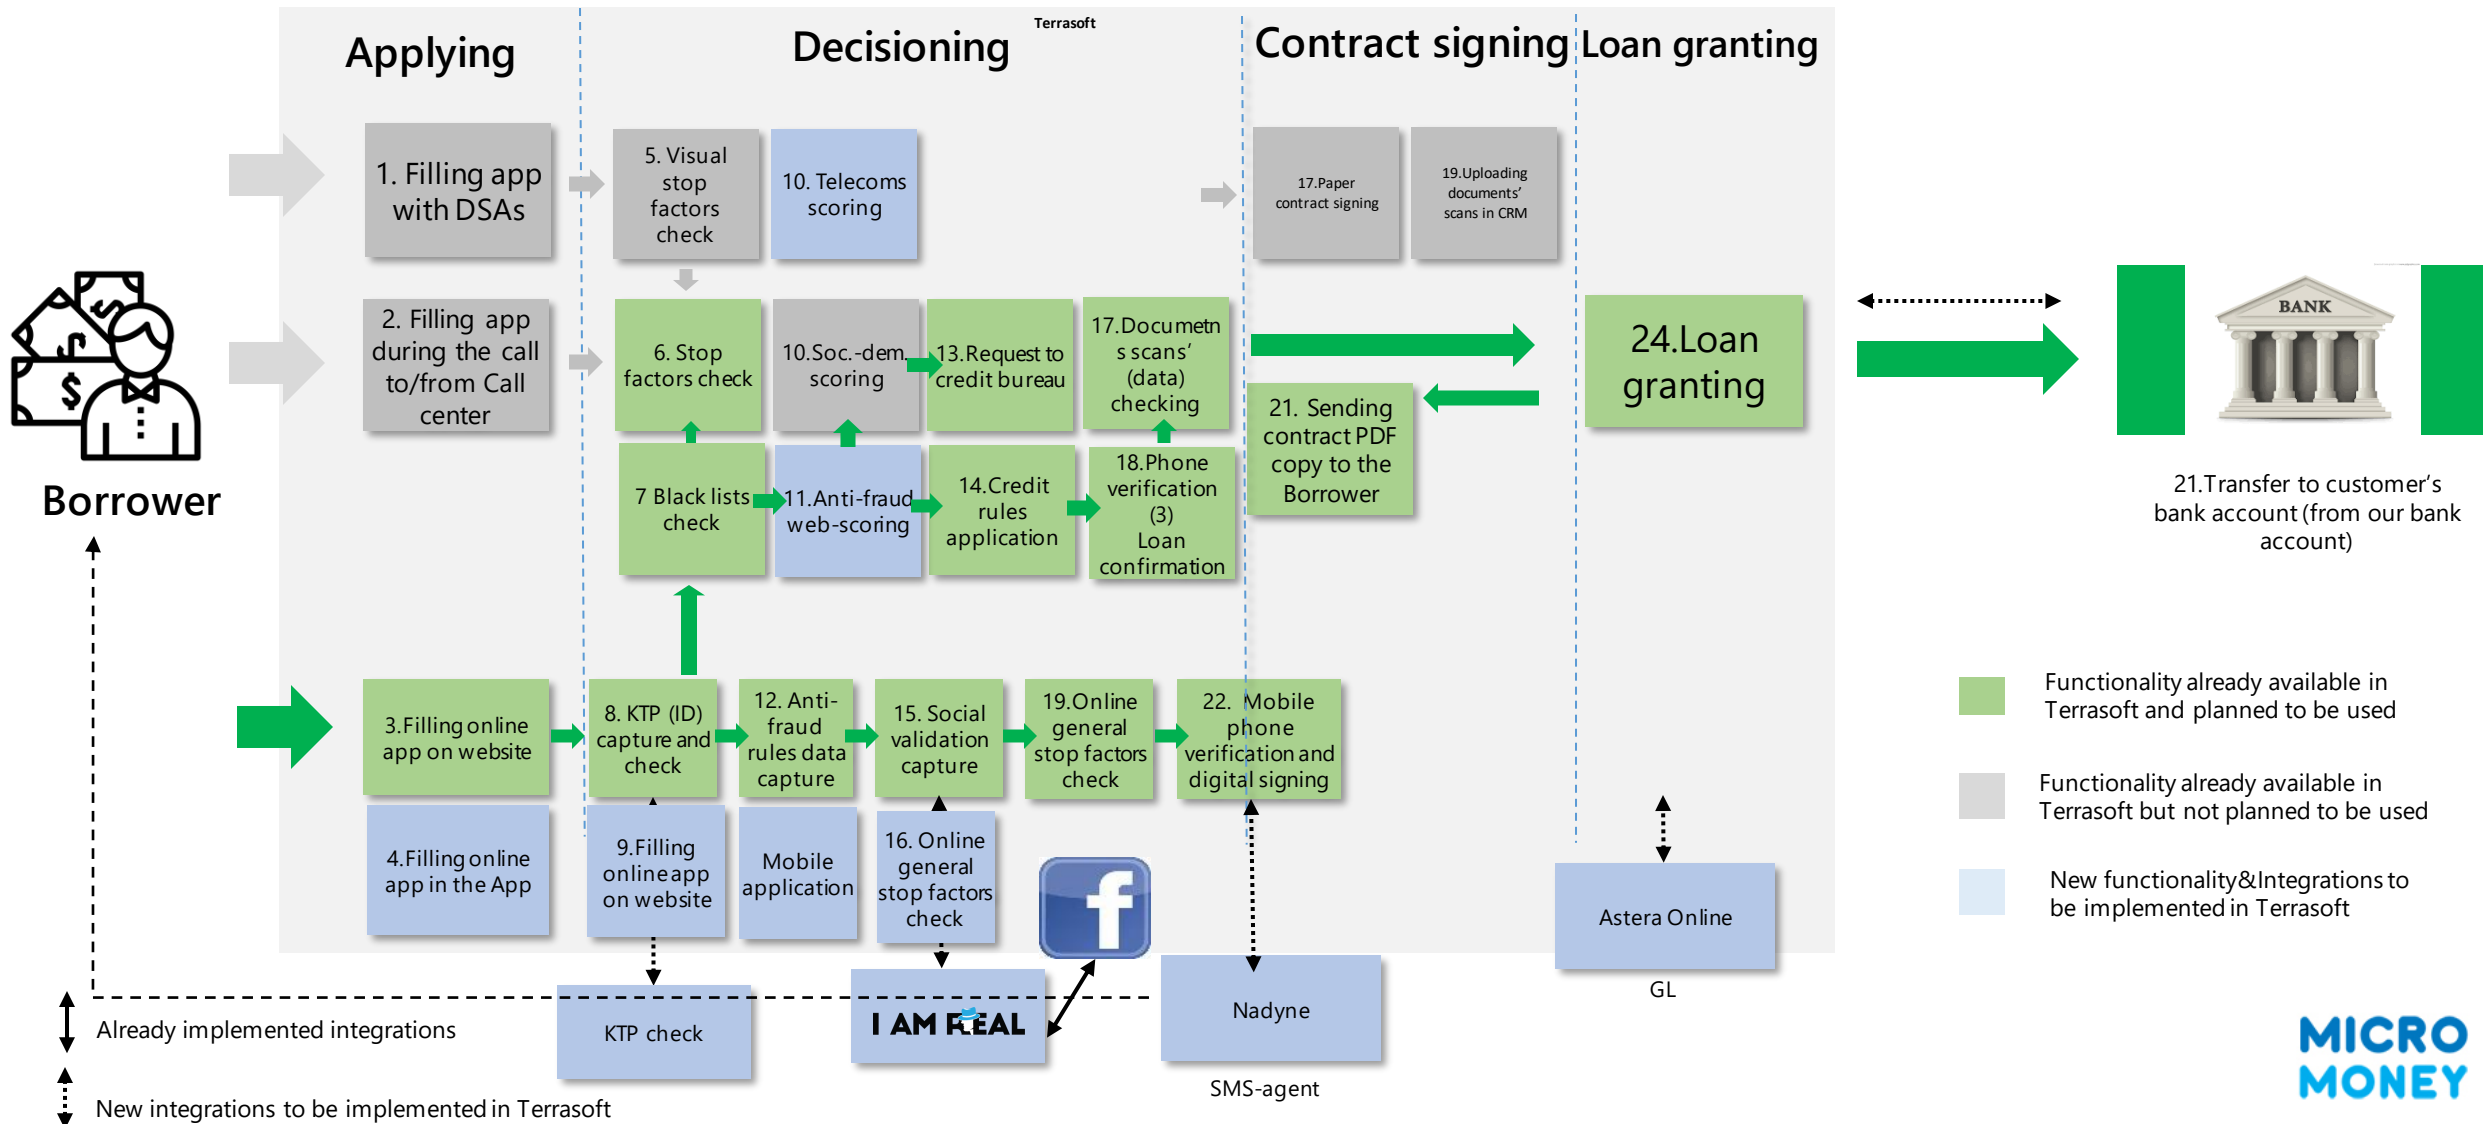 Terrasoft
Applying
Decisioning
Contract signing
Loan granting
1. Filling app
with DSAs
5. Visual
stop
factors
check
10. Telecoms
scoring
17.Paper
contract signing
19.Uploading
documents’
scans in CRM
2. Filling app
during the call
to/from Call
center
6. Stop
factors check
10.Soc.-dem.
scoring
13.Request to
credit bureau
17.Documetn
s scans’
(data)
checking
24.Loan
granting
BANK
Borrower
7 Black lists
check
11.Anti-fraud
web-scoring
14.Credit
rules
application
18.Phone
verification
(3)
Loan
confirmation
21. Sending
contract PDF
copy to the
Borrower
21.Transfer to customer’s
bank account (from our bank
account)
3.Filling online
app on website
8. KTP (ID)
capture and
check
12. Anti-
fraud
rules data
capture
15. Social
validation
capture
19.Online
general
stop factors
check
22. Mobile
phone
verification and
digital signing
4.Filling online
app in the App
9.Filling
online app
on website
Mobile
application
16. Online
general
stop factors
check
f
Astera Online
GL
Functionality already available in
Terrasoft and planned to be used
Functionality already available in
Terrasoft but not planned to be used
New functionality&Integrations to
be implemented in Terrasoft
KTP check
I AM REAL
Nadyne
SMS-agent
Already implemented integrations
New integrations to be implemented in Terrasoft
MICRO
MONEY